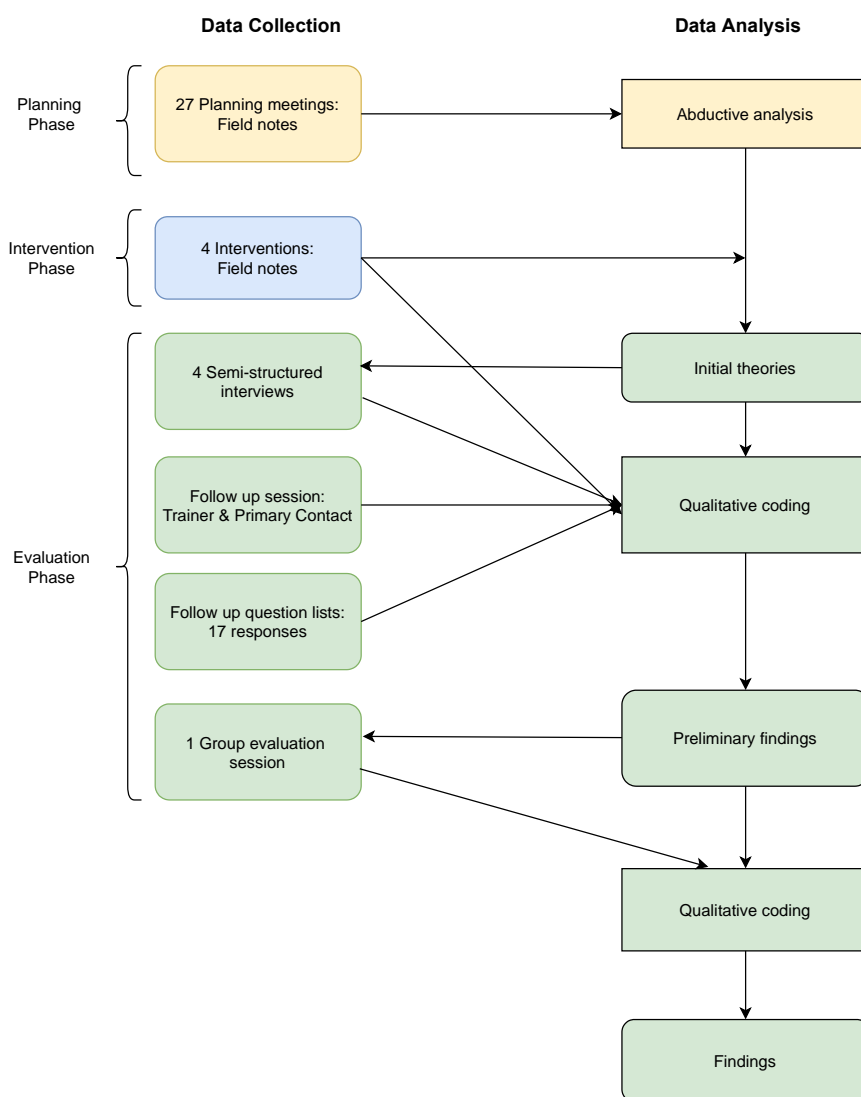 Data Collection
Data Analysis
Planning
Phase
27 Planning meetings:
Field notes
Abductive analysis
Intervention
Phase
4 Interventions:
Field notes
4 Semi-structured
interviews
Initial theories
Evaluation
Phase
Follow up session:
Trainer & Primary Contact
Qualitative coding
Follow up question lists:
17 responses
1 Group evaluation
session
Preliminary findings
Qualitative coding
Findings